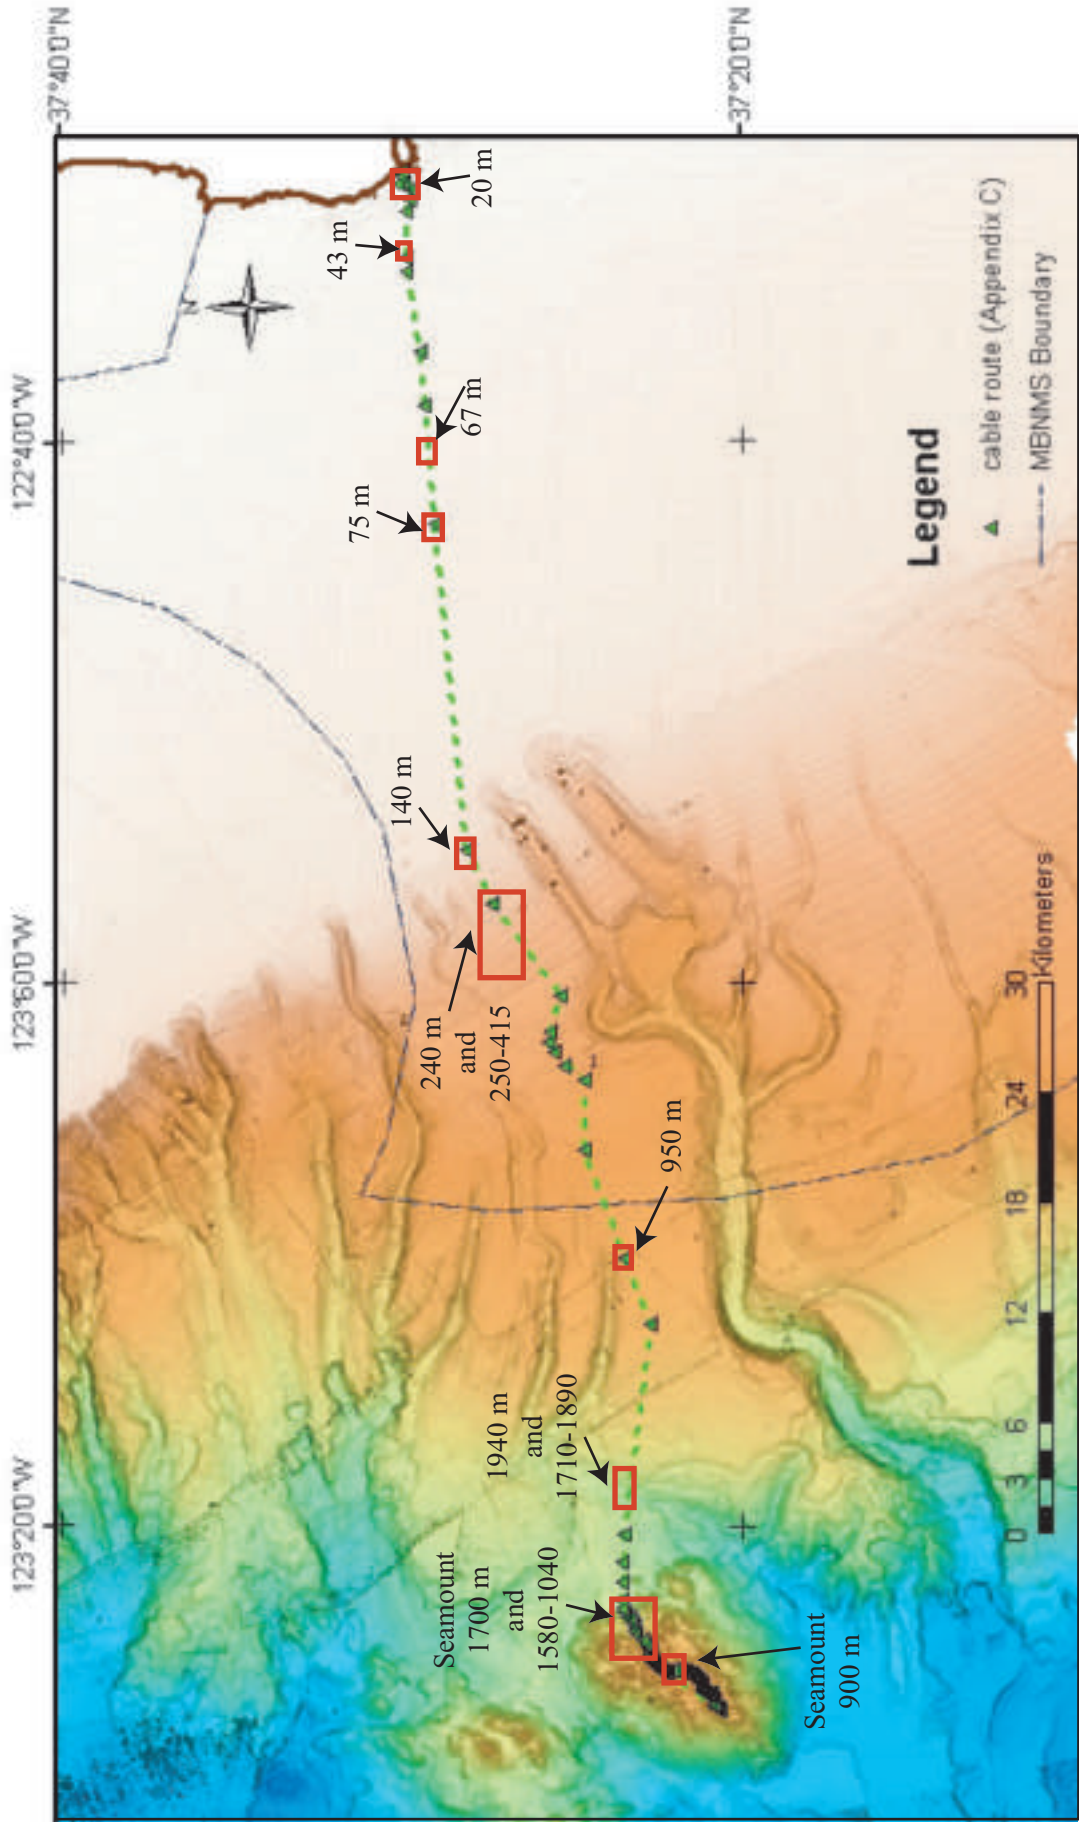 37°40'0"N
37°20'0"N
122°40'0"W
123°0'0"W
123°20'0"W
N
20 m
43 m
67 m
75 m
140 m
240 m
and
250-415
950 m
1940 m
and
1710-1890
Seamount
1700 m
and
1580-1040
Seamount
900 m
Legend
cable route (Appendix C)
MBNMS Boundary
0 3 6 12 18 24 30
Kilometers